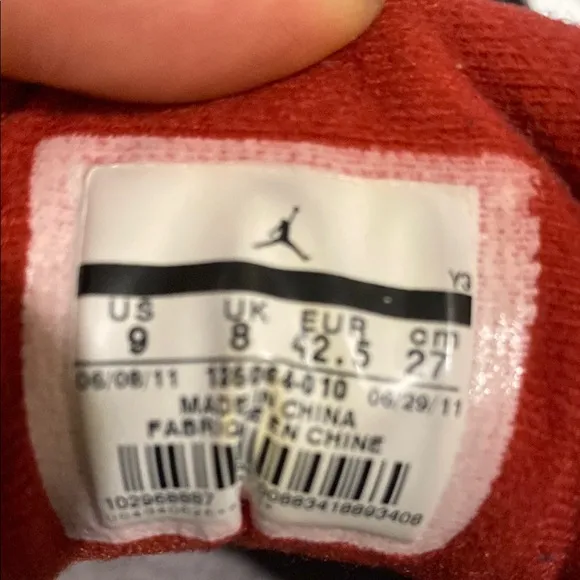 Y3
US UK EUR cm
9 8 42.5 27
06/08/11 06/29/11
MADE IN CHINA
FABRIQUE EN CHINE
00883418893408